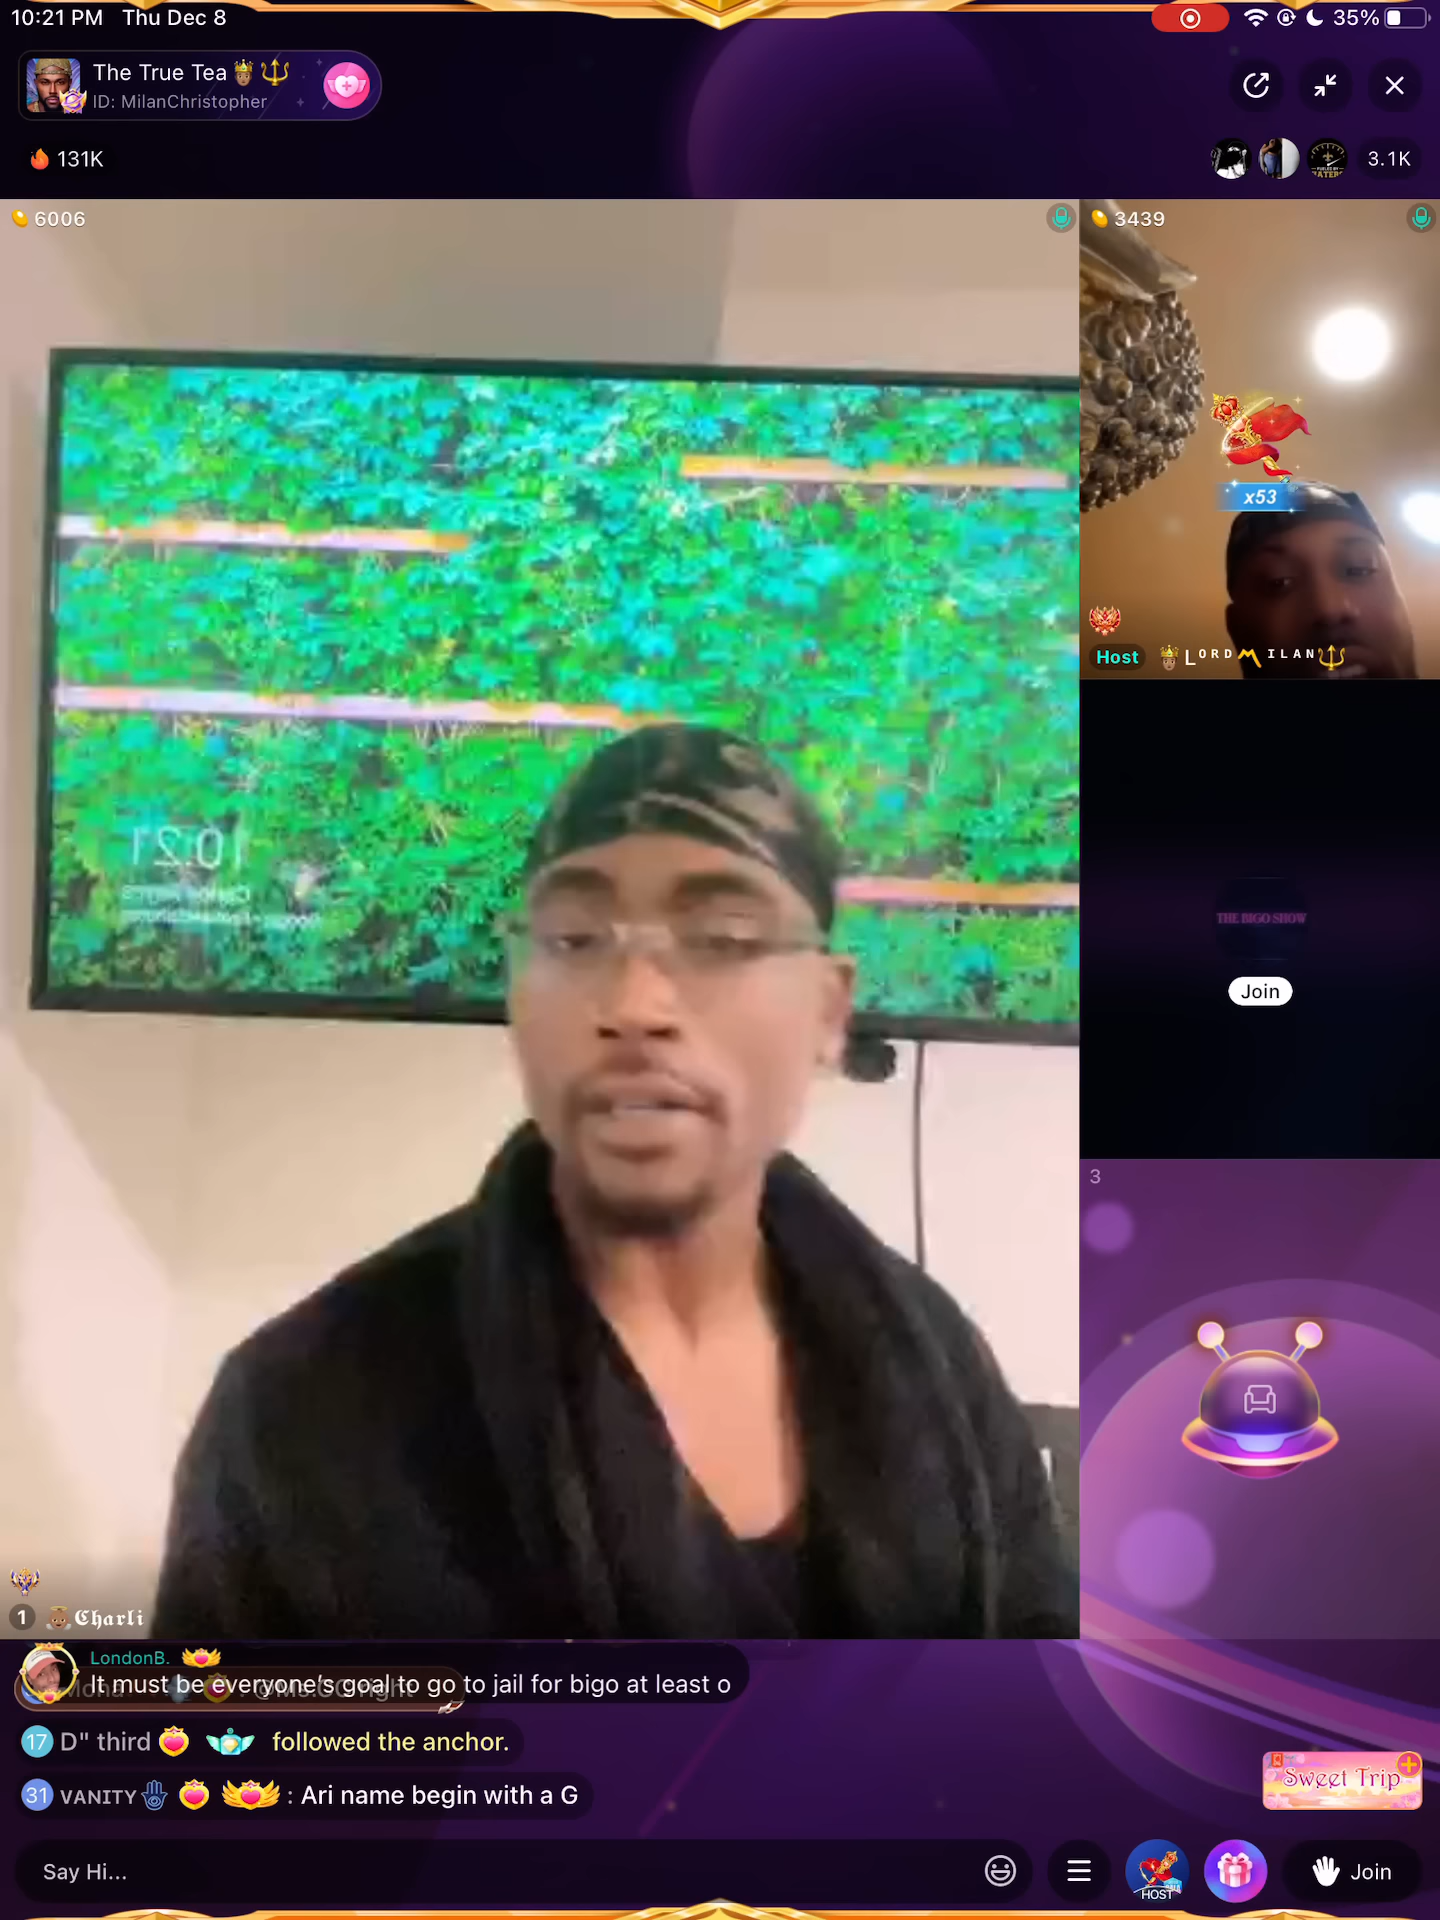 10:21 PM Thu Dec 8
35%
The True Tea
ID: MilanChristopher
131K
3.1K
6006
3439
x53
Host LORD MILAN
10:21
THE BIGO SHOW
Join
3
1 Charli
LondonB.
It must be everyone's goal to go to jail for bigo at least o
17 D" third followed the anchor.
31 VANITY : Ari name begin with a G
Sweet Trip
Say Hi...
HOST
Join